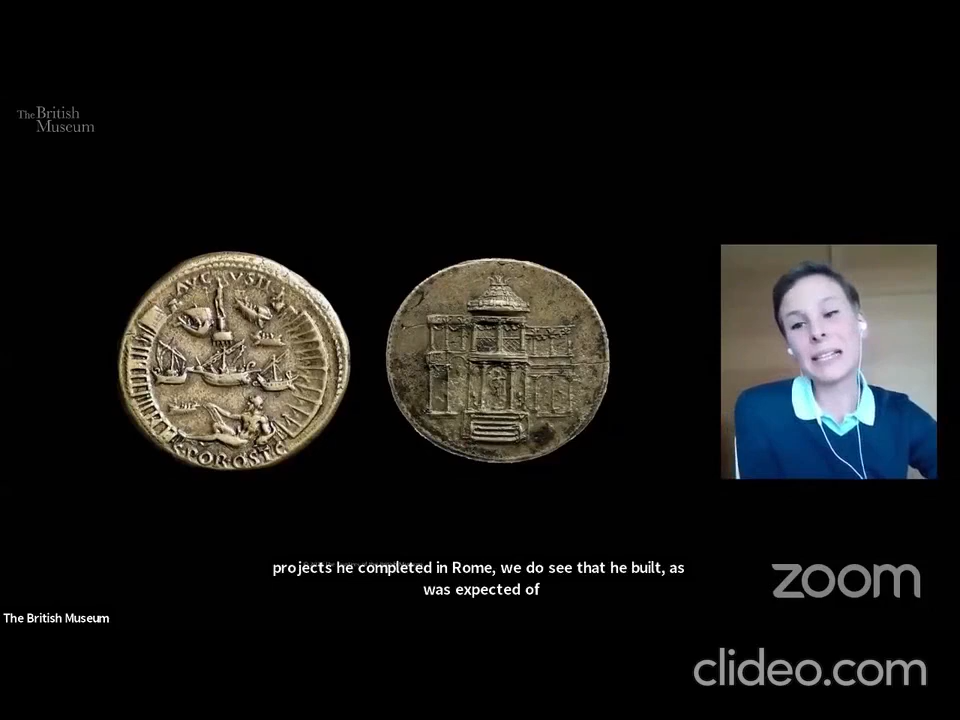 The British
Museum
AVGVSTI
projects he completed in Rome, we do see that he built, as
was expected of
zoom
The British Museum
clideo.com